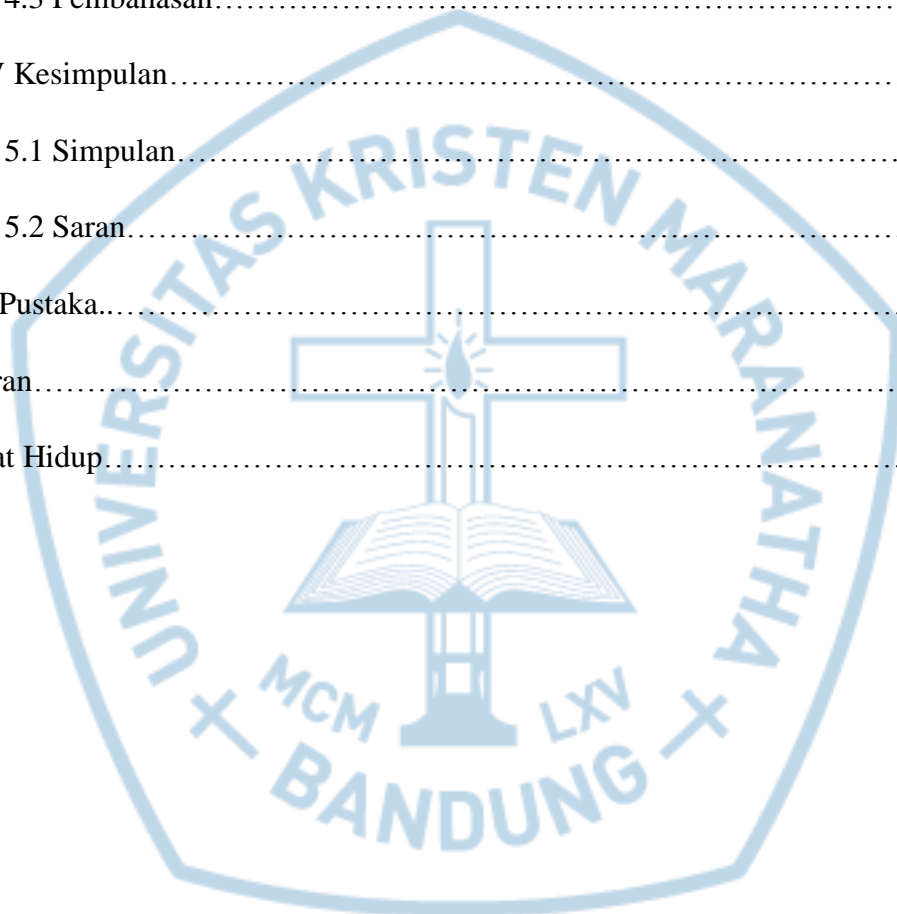 4.3 Pembahasan……………………………………………………………
V Kesimpulan……………………………………………………………
5.1 Simpulan……………………………………………………………
5.2 Saran……………………………………………………………
Pustaka..……………………………………………………………
ran……………………………………………………………
at Hidup……………………………………………………………
UNIVERSITAS KRISTEN MARANATHA
MCM LXV
BANDUNG